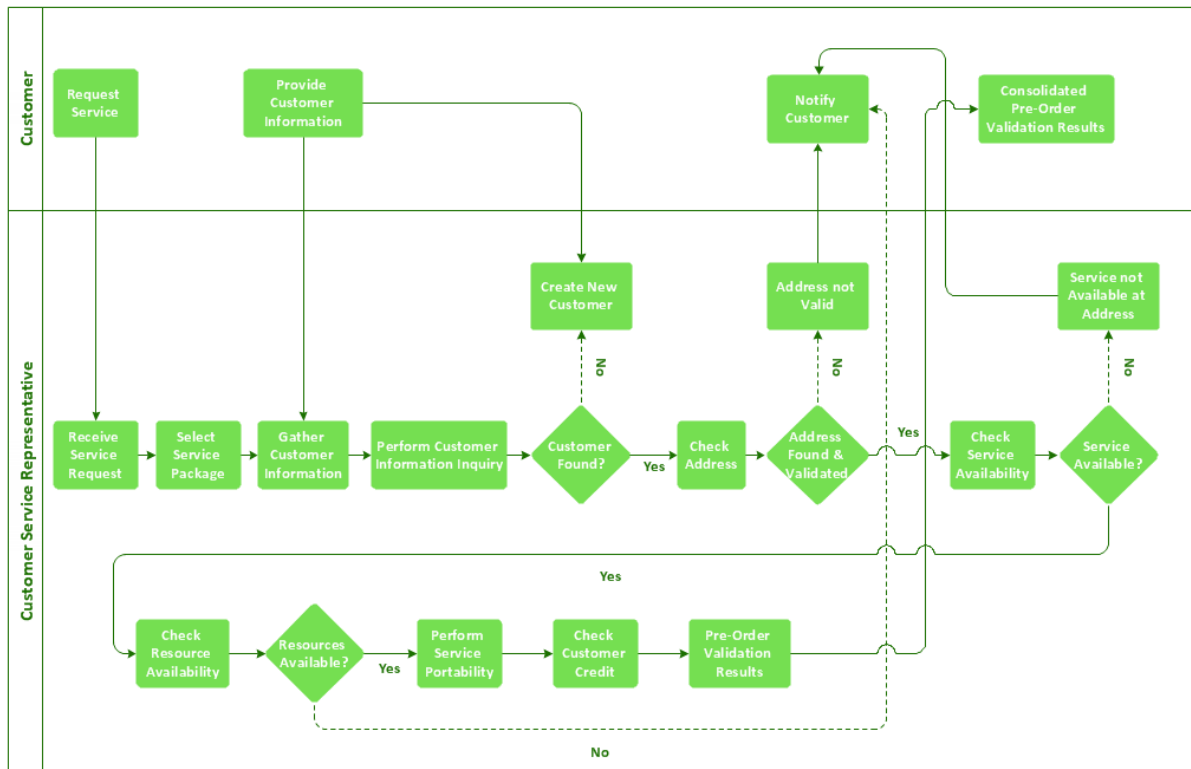 Customer
Request
Service
Provide
Customer
Information
Notify
Customer
Consolidated
Pre-Order
Validation Results
Customer Service Representative
Create New
Customer
Address not
Valid
Service not
Available at
Address
No
No
No
Receive
Service
Request
Select
Service
Package
Gather
Customer
Information
Perform Customer
Information Inquiry
Customer
Found?
Yes
Check
Address
Address
Found &
Validated
Yes
Check
Service
Availability
Service
Available?
Yes
Check
Resource
Availability
Resources
Available?
Yes
Perform
Service
Portability
Check
Customer
Credit
Pre-Order
Validation
Results
No